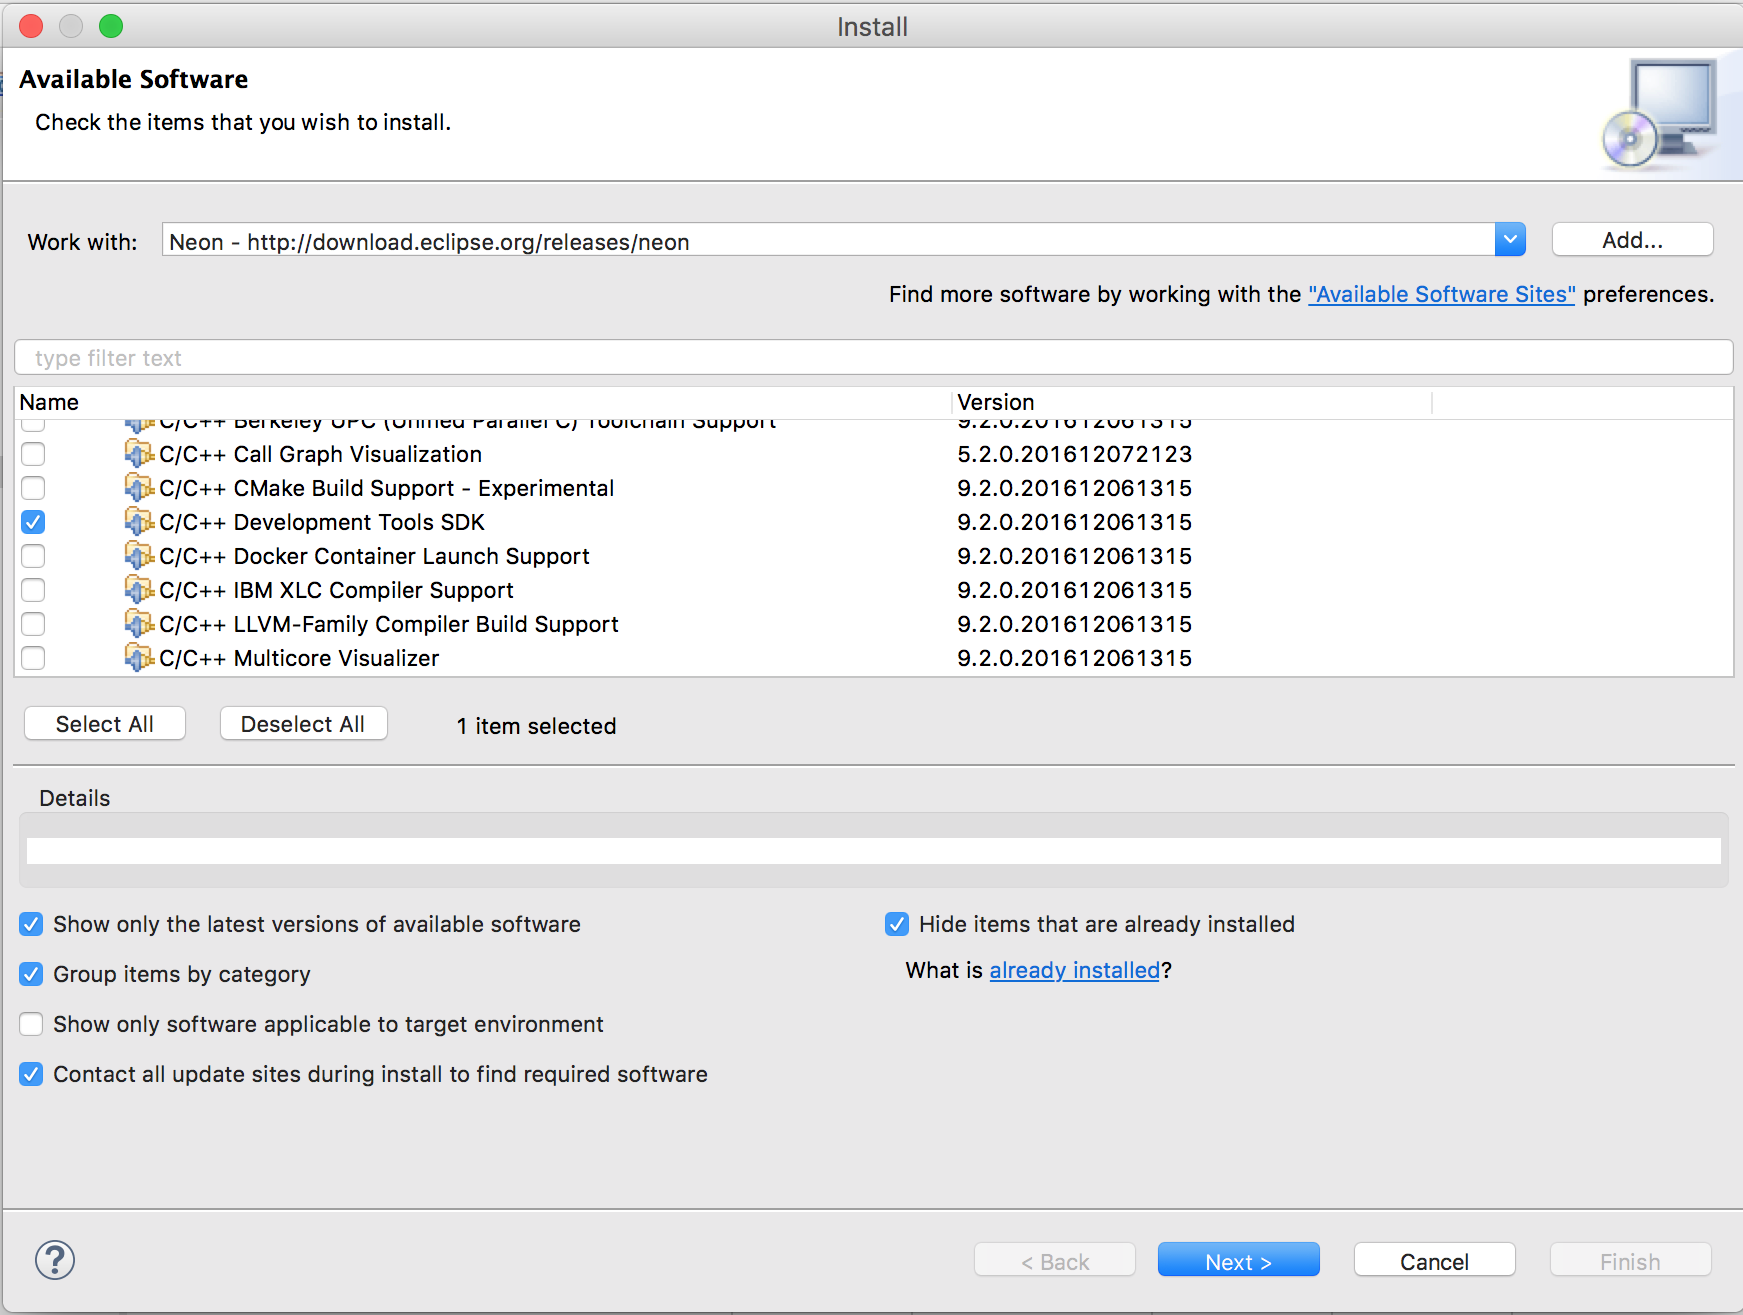 Install
Available Software
Check the items that you wish to install.
Work with: Neon - http://download.eclipse.org/releases/neon Add...
Find more software by working with the "Available Software Sites" preferences.
type filter text
Name Version
C/C++ Berkeley UPC (Unified Parallel C) Toolchain Support 9.2.0.201612061315
C/C++ Call Graph Visualization 5.2.0.201612072123
C/C++ CMake Build Support - Experimental 9.2.0.201612061315
C/C++ Development Tools SDK 9.2.0.201612061315
C/C++ Docker Container Launch Support 9.2.0.201612061315
C/C++ IBM XLC Compiler Support 9.2.0.201612061315
C/C++ LLVM-Family Compiler Build Support 9.2.0.201612061315
C/C++ Multicore Visualizer 9.2.0.201612061315
Select All Deselect All 1 item selected
Details
Show only the latest versions of available software Hide items that are already installed
Group items by category What is already installed?
Show only software applicable to target environment
Contact all update sites during install to find required software
? < Back Next > Cancel Finish